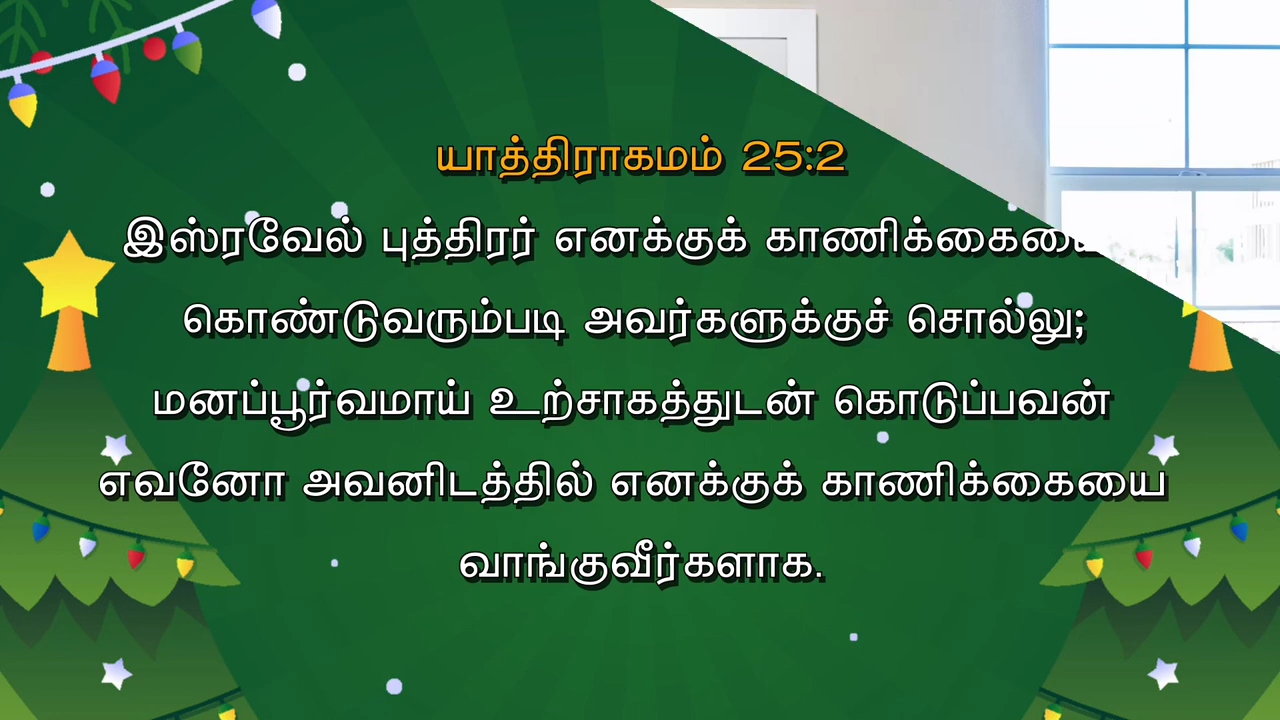 யாத்திராகமம் 25:2
இஸ்ரவேல் புத்திரர் எனக்குக்
கொண்டுவரும்படி அவர்களுக்குச் சொல்லு;
மனப்பூர்வமாய் உற்சாகத்துடன் கொடுப்பவன்
எவனோ அவனிடத்தில் எனக்குக் காணிக்கையை
வாங்குவீர்களாக.